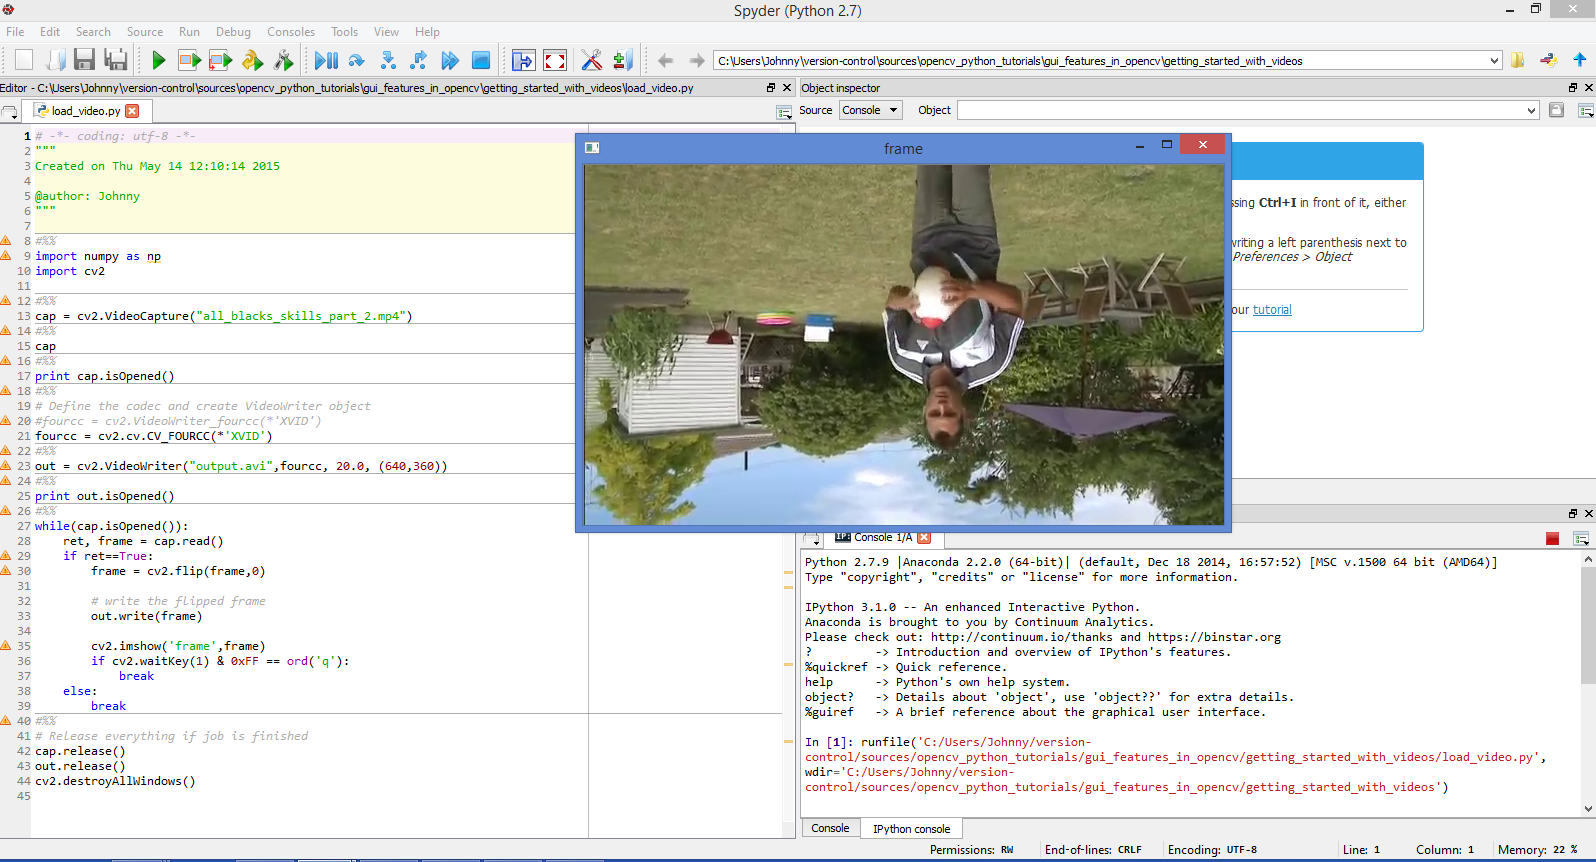 Spyder (Python 2.7)
File Edit Search Source Run Debug Consoles Tools View Help
C:\Users\Johnny\version-control\sources\opencv_python_tutorials\gui_features_in_opencv\getting_started_with_videos
Editor - C:\Users\Johnny\version-control\sources\opencv_python_tutorials\gui_features_in_opencv\getting_started_with_videos\load_video.py
load_video.py
1 # -*- coding: utf-8 -*-
2 """
3 Created on Thu May 14 12:10:14 2015
4
5 @author: Johnny
6 """
7
8 #%%
9 import numpy as np
10 import cv2
11
12 #%%
13 cap = cv2.VideoCapture("all_blacks_skills_part_2.mp4")
14 #%%
15 cap
16 #%%
17 print cap.isOpened()
18 #%%
19 # Define the codec and create VideoWriter object
20 #fourcc = cv2.VideoWriter_fourcc(*'XVID')
21 fourcc = cv2.cv.CV_FOURCC(*'XVID')
22 #%%
23 out = cv2.VideoWriter("output.avi",fourcc, 20.0, (640,360))
24 #%%
25 print out.isOpened()
26 #%%
27 while(cap.isOpened()):
28 ret, frame = cap.read()
29 if ret==True:
30 frame = cv2.flip(frame,0)
31
32 # write the flipped frame
33 out.write(frame)
34
35 cv2.imshow('frame',frame)
36 if cv2.waitKey(1) & 0xFF == ord('q'):
37 break
38 else:
39 break
40 #%%
41 # Release everything if job is finished
42 cap.release()
43 out.release()
44 cv2.destroyAllWindows()
45
Object inspector
Source Console Object
frame
ssing Ctrl+I in front of it, either
writing a left parenthesis next to
Preferences > Object
our tutorial
Console 1/A
Python 2.7.9 |Anaconda 2.2.0 (64-bit)| (default, Dec 18 2014, 16:57:52) [MSC v.1500 64 bit (AMD64)]
Type "copyright", "credits" or "license" for more information.
IPython 3.1.0 -- An enhanced Interactive Python.
Anaconda is brought to you by Continuum Analytics.
Please check out: http://continuum.io/thanks and https://binstar.org
? -> Introduction and overview of IPython's features.
%quickref -> Quick reference.
help -> Python's own help system.
object? -> Details about 'object', use 'object??' for extra details.
%guiref -> A brief reference about the graphical user interface.
In [1]: runfile('C:/Users/Johnny/version-
control/sources/opencv_python_tutorials/gui_features_in_opencv/getting_started_with_videos/load_video.py',
wdir='C:/Users/Johnny/version-
control/sources/opencv_python_tutorials/gui_features_in_opencv/getting_started_with_videos')
Console IPython console
Permissions: RW End-of-lines: CRLF Encoding: UTF-8 Line: 1 Column: 1 Memory: 22 %